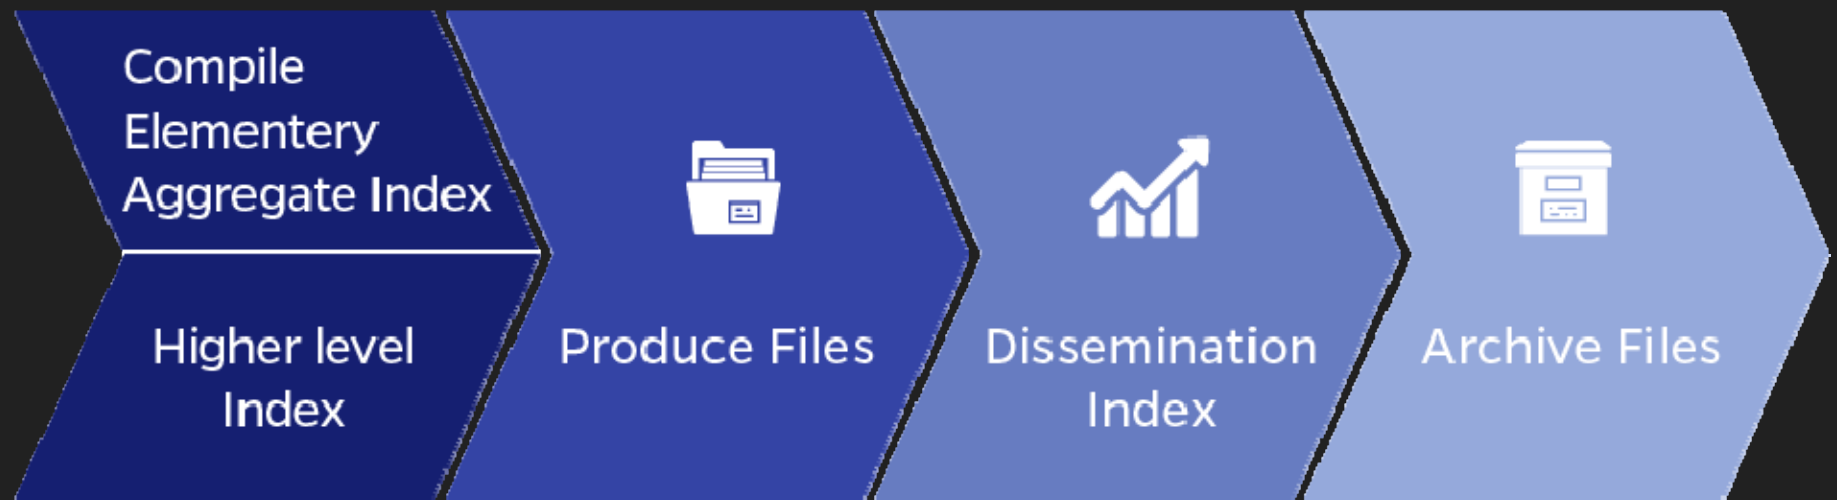 Compile
Elementery
Aggregate Index
Higher level
Index
Produce Files
Dissemination
Index
Archive Files